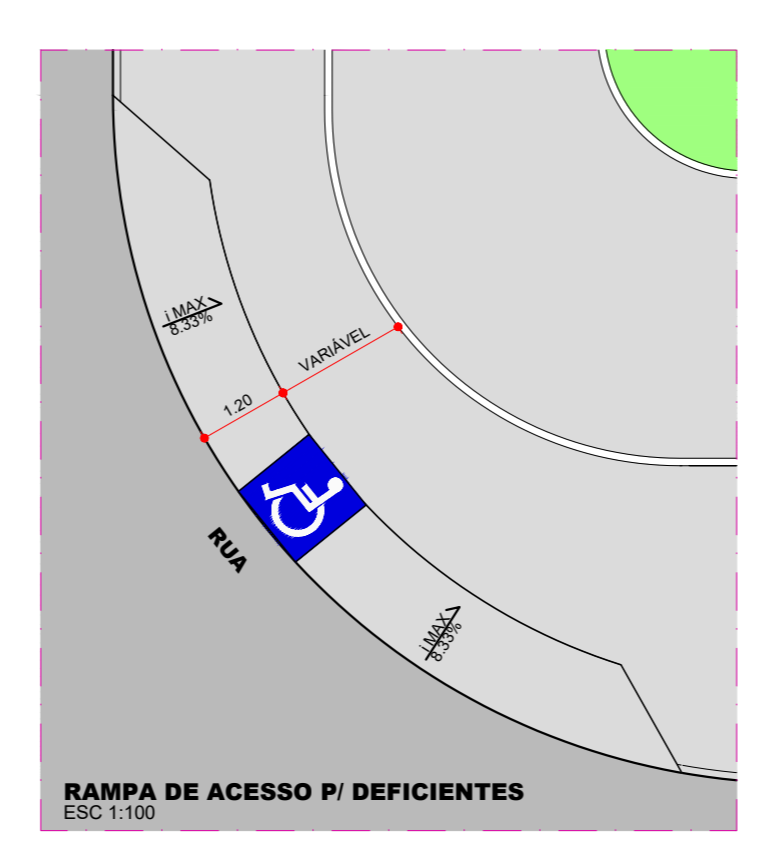 i MAX
8.33%
VARIÁVEL
1.20
RUA
i MAX
8.33%
RAMPA DE ACESSO P/ DEFICIENTES
ESC 1:100